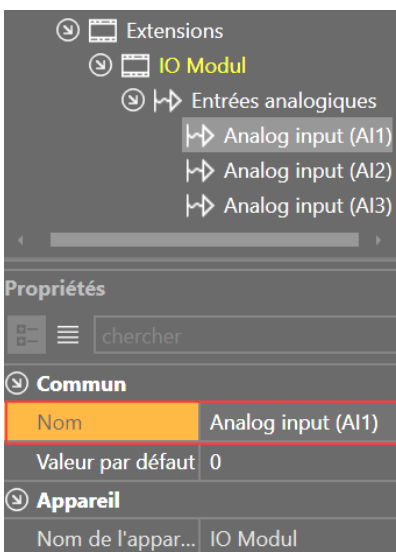 Extensions
IO Modul
Entrées analogiques
Analog input (AI1)
Analog input (AI2)
Analog input (AI3)
Propriétés
chercher
Commun
Nom Analog input (AI1)
Valeur par défaut 0
Appareil
Nom de l'appar... IO Modul